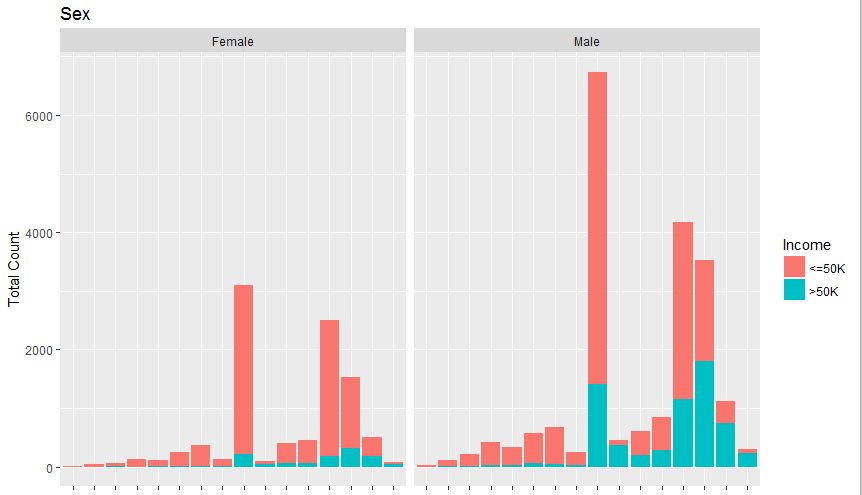 Sex
Female
Male
6000
4000
2000
0
Total Count
Income
<=50K
>50K